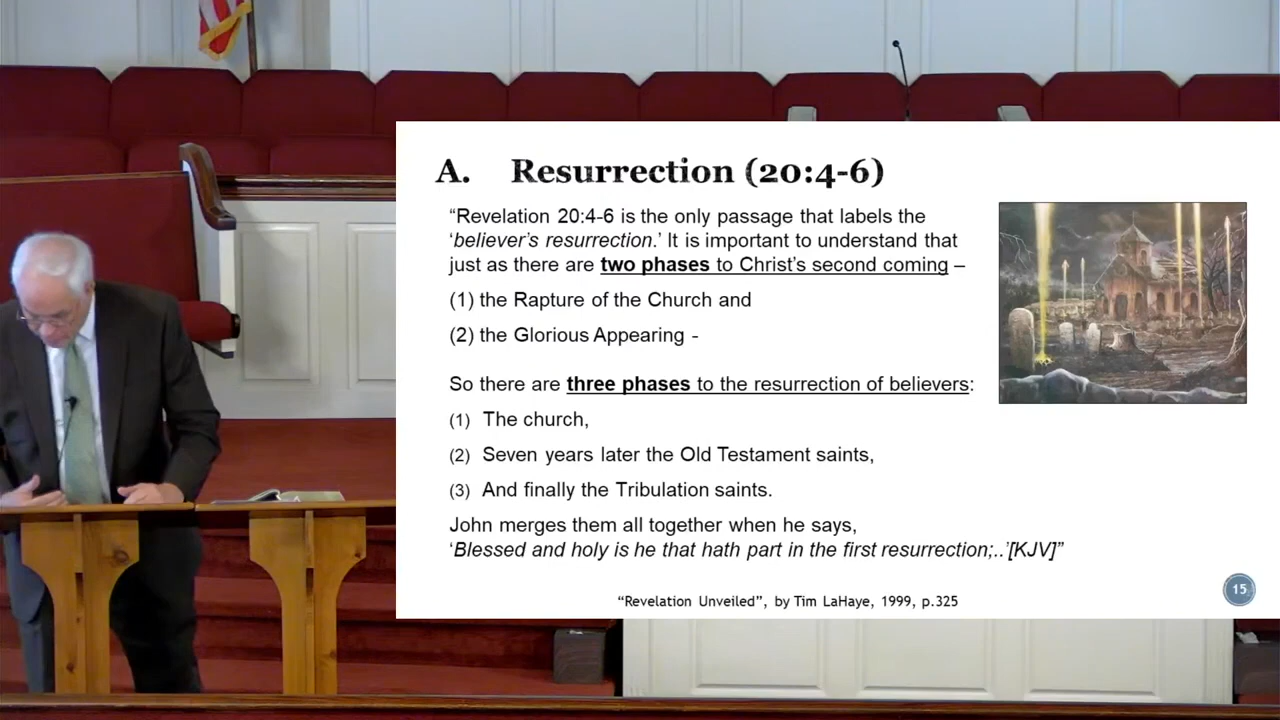 A. Resurrection (20:4-6)
“Revelation 20:4-6 is the only passage that labels the
‘believer’s resurrection.’ It is important to understand that
just as there are two phases to Christ’s second coming –
(1) the Rapture of the Church and
(2) the Glorious Appearing -
So there are three phases to the resurrection of believers:
(1) The church,
(2) Seven years later the Old Testament saints,
(3) And finally the Tribulation saints.
John merges them all together when he says,
‘Blessed and holy is he that hath part in the first resurrection;..’[KJV]”
15
“Revelation Unveiled”, by Tim LaHaye, 1999, p.325